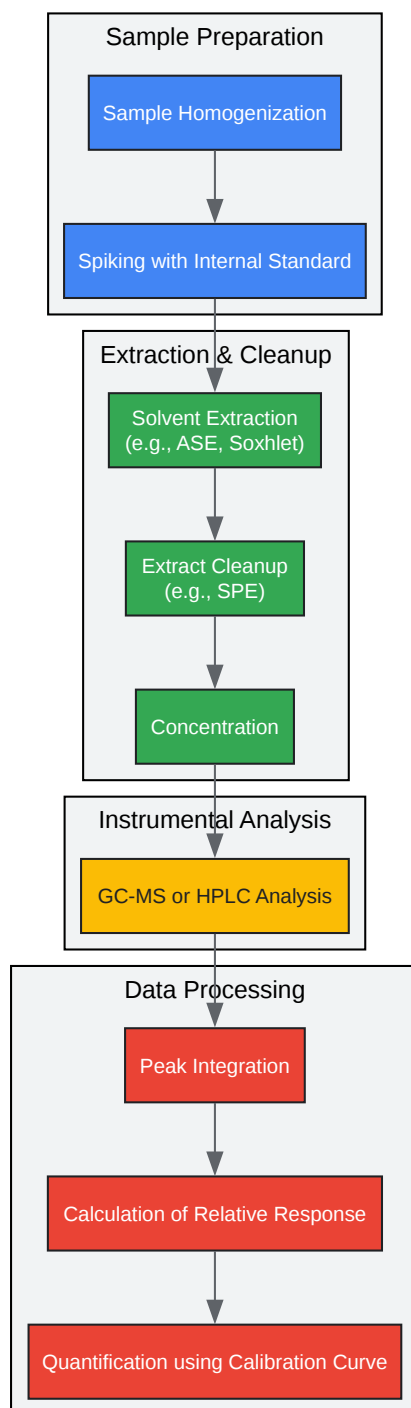 Sample Preparation
Sample Homogenization
Spiking with Internal Standard
Extraction & Cleanup
Solvent Extraction
(e.g., ASE, Soxhlet)
Extract Cleanup
(e.g., SPE)
Concentration
Instrumental Analysis
GC-MS or HPLC Analysis
Data Processing
Peak Integration
Calculation of Relative Response
Quantification using Calibration Curve